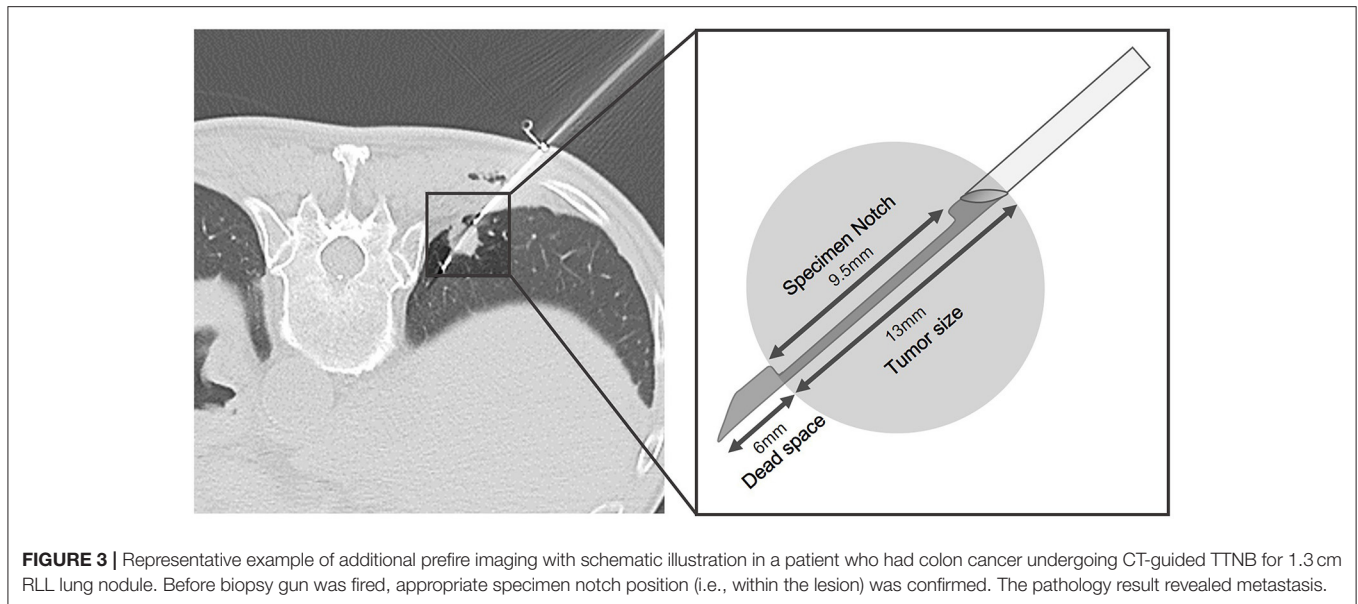 Specimen Notch
9.5mm
13mm
Tumor size
6mm
Dead space
FIGURE 3 | Representative example of additional prefire imaging with schematic illustration in a patient who had colon cancer undergoing CT-guided TTNB for 1.3 cm
RLL lung nodule. Before biopsy gun was fired, appropriate specimen notch position (i.e., within the lesion) was confirmed. The pathology result revealed metastasis.